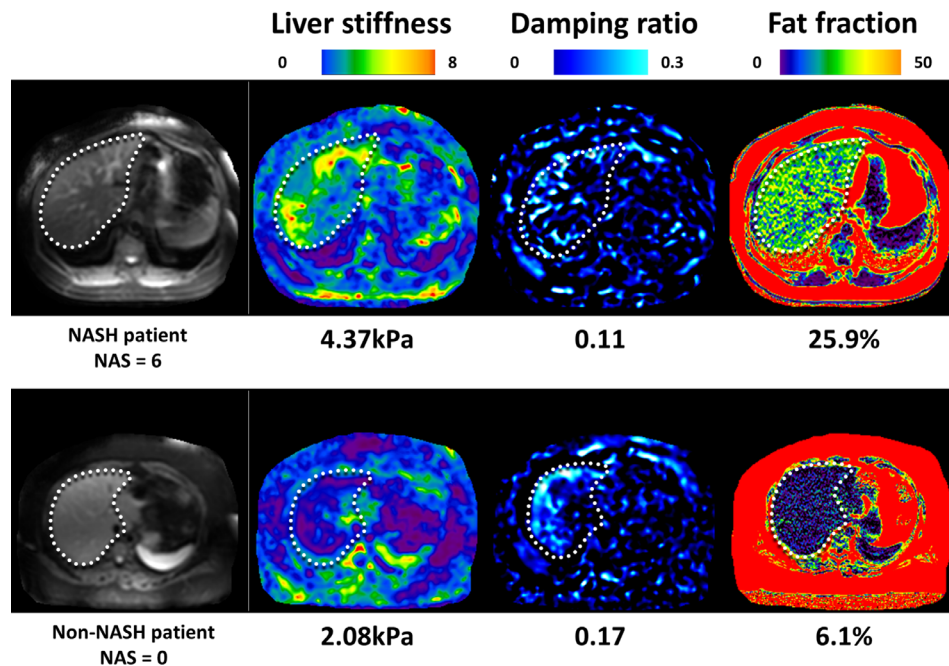 Liver stiffness Damping ratio Fat fraction
0 8 0 0.3 0 50
NASH patient
NAS = 6
4.37kPa 0.11 25.9%
Non-NASH patient
NAS = 0
2.08kPa 0.17 6.1%